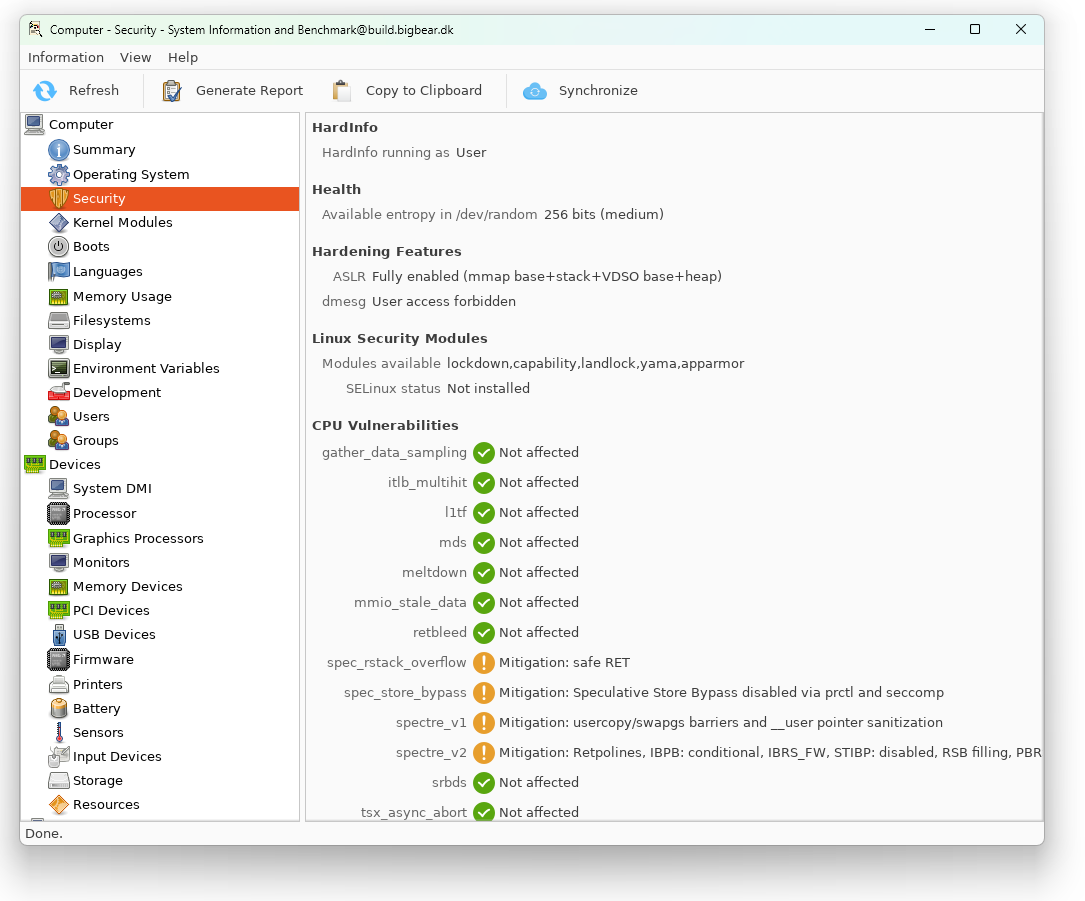 Computer - Security - System Information and Benchmark@build.bigbear.dk
Information View Help
Refresh Generate Report Copy to Clipboard Synchronize
Computer
Summary
Operating System
Security
Kernel Modules
Boots
Languages
Memory Usage
Filesystems
Display
Environment Variables
Development
Users
Groups
Devices
System DMI
Processor
Graphics Processors
Monitors
Memory Devices
PCI Devices
USB Devices
Firmware
Printers
Battery
Sensors
Input Devices
Storage
Resources
HardInfo
HardInfo running as User
Health
Available entropy in /dev/random 256 bits (medium)
Hardening Features
ASLR Fully enabled (mmap base+stack+VDSO base+heap)
dmesg User access forbidden
Linux Security Modules
Modules available lockdown,capability,landlock,yama,apparmor
SELinux status Not installed
CPU Vulnerabilities
gather_data_sampling Not affected
itlb_multihit Not affected
l1tf Not affected
mds Not affected
meltdown Not affected
mmio_stale_data Not affected
retbleed Not affected
spec_rstack_overflow Mitigation: safe RET
spec_store_bypass Mitigation: Speculative Store Bypass disabled via prctl and seccomp
spectre_v1 Mitigation: usercopy/swapgs barriers and __user pointer sanitization
spectre_v2 Mitigation: Retpolines, IBPB: conditional, IBRS_FW, STIBP: disabled, RSB filling, PBR
srbds Not affected
tsx_async_abort Not affected
Done.